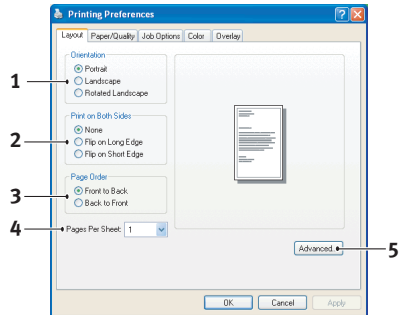 Printing Preferences
Layout Paper/Quality Job Options Color Overlay
Orientation
1
Portrait
Landscape
Rotated Landscape
Print on Both Sides
2
None
Flip on Long Edge
Flip on Short Edge
Page Order
3
Front to Back
Back to Front
4
Pages Per Sheet: 1
Advanced..
5
OK Cancel Apply